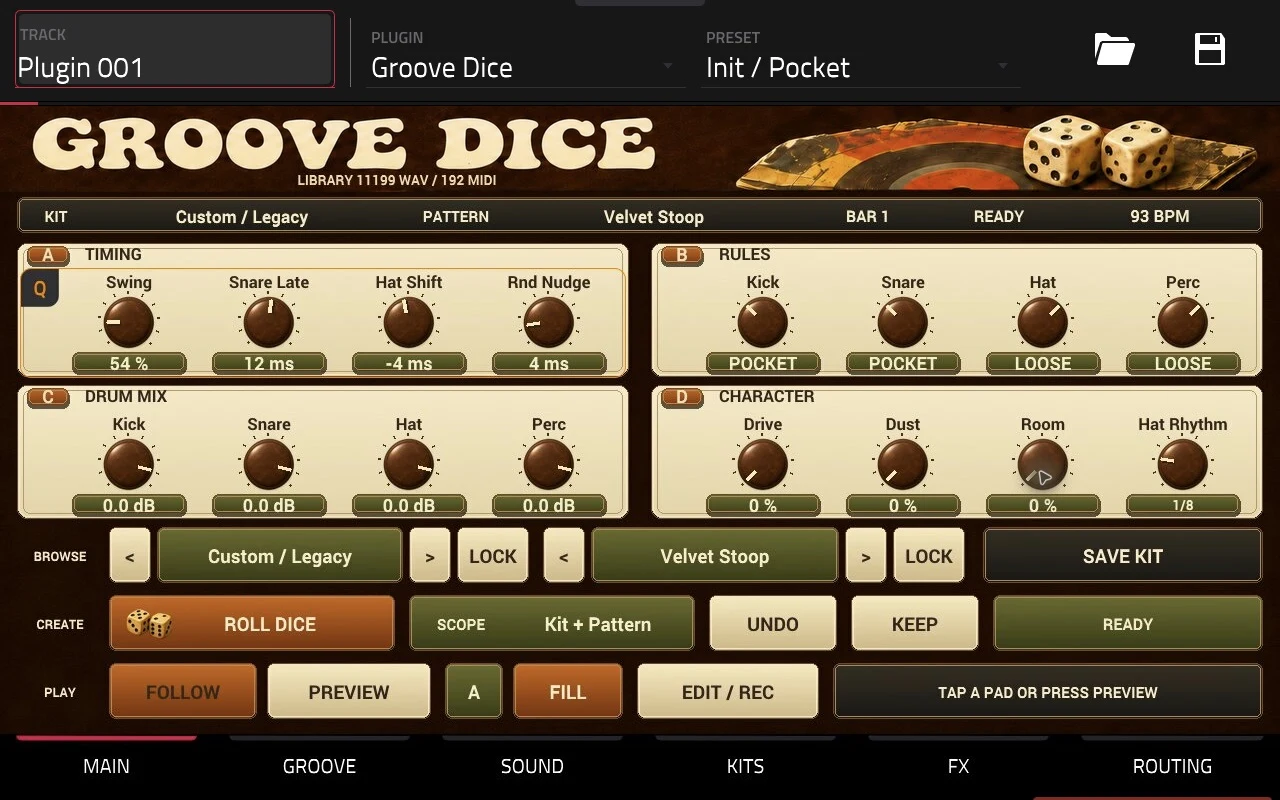 TRACK
Plugin 001
PLUGIN
Groove Dice
PRESET
Init / Pocket
GROOVE DICE
LIBRARY 11199 WAV / 192 MIDI
KIT Custom / Legacy PATTERN Velvet Stoop BAR 1 READY 93 BPM
A TIMING
Q
Swing Snare Late Hat Shift Rnd Nudge
54 % 12 ms -4 ms 4 ms
B RULES
Kick Snare Hat Perc
POCKET POCKET LOOSE LOOSE
C DRUM MIX
Kick Snare Hat Perc
0.0 dB 0.0 dB 0.0 dB 0.0 dB
D CHARACTER
Drive Dust Room Hat Rhythm
0 % 0 % 0 % 1/8
BROWSE < Custom / Legacy > LOCK < Velvet Stoop > LOCK SAVE KIT
CREATE ROLL DICE SCOPE Kit + Pattern UNDO KEEP READY
PLAY FOLLOW PREVIEW A FILL EDIT / REC TAP A PAD OR PRESS PREVIEW
MAIN GROOVE SOUND KITS FX ROUTING